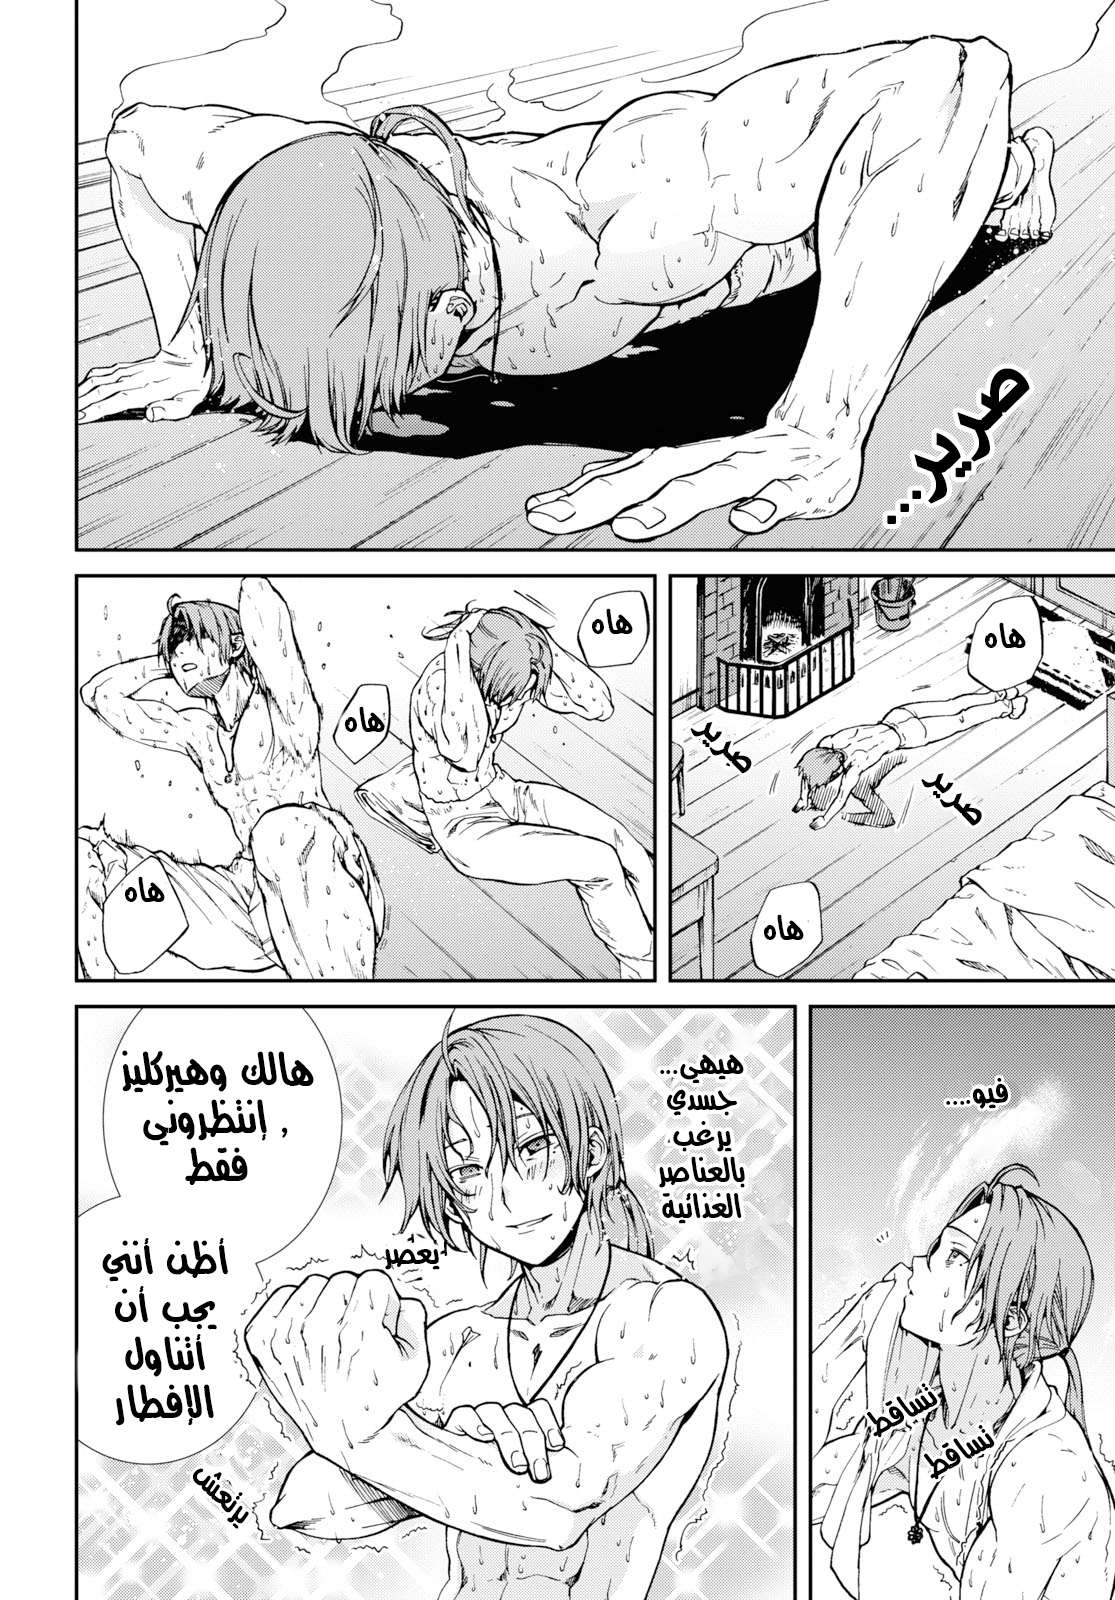 صرير...
هاه
صرير
صرير
هاه
هاه
هاه
هاه
فيو....
تساقط
تساقط
هيهي...
جسدي
يرغب
بالعناصر
الغذائية
يعصر
هالك وهيركليز
, إنتظروني
فقط
أظن أنني
يجب أن
أتناول
الإفطار
يرتعش